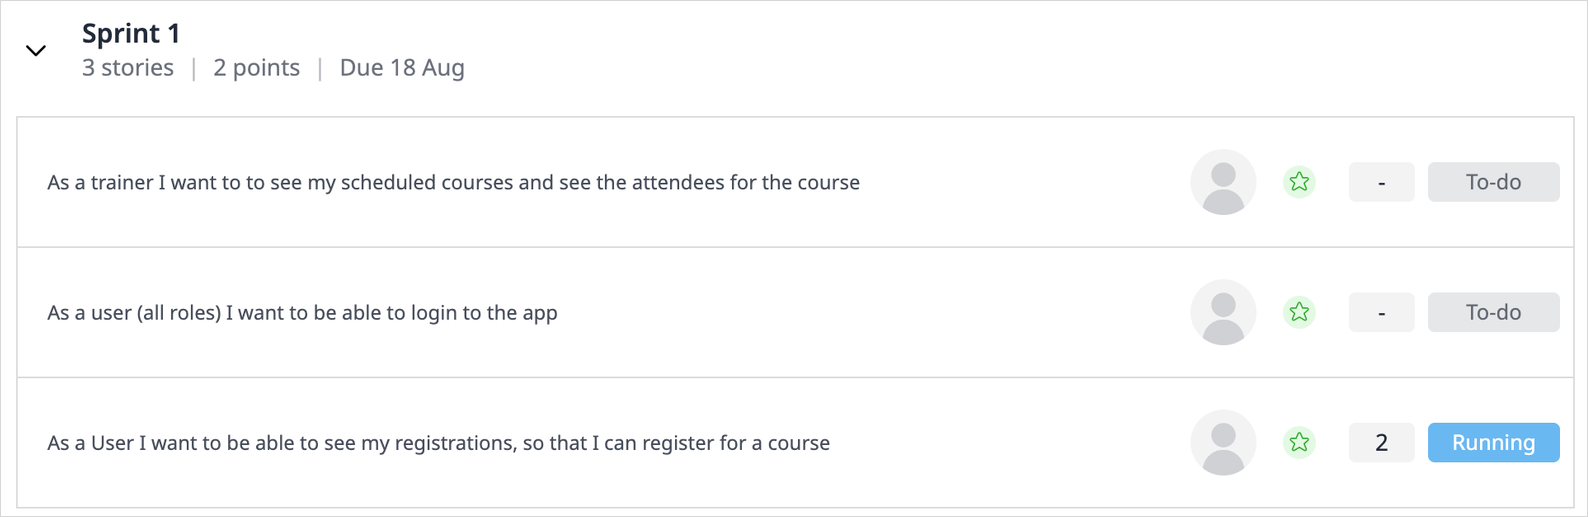 Sprint 1
3 stories | 2 points | Due 18 Aug
As a trainer I want to to see my scheduled courses and see the attendees for the course - To-do
As a user (all roles) I want to be able to login to the app - To-do
As a User I want to be able to see my registrations, so that I can register for a course 2 Running